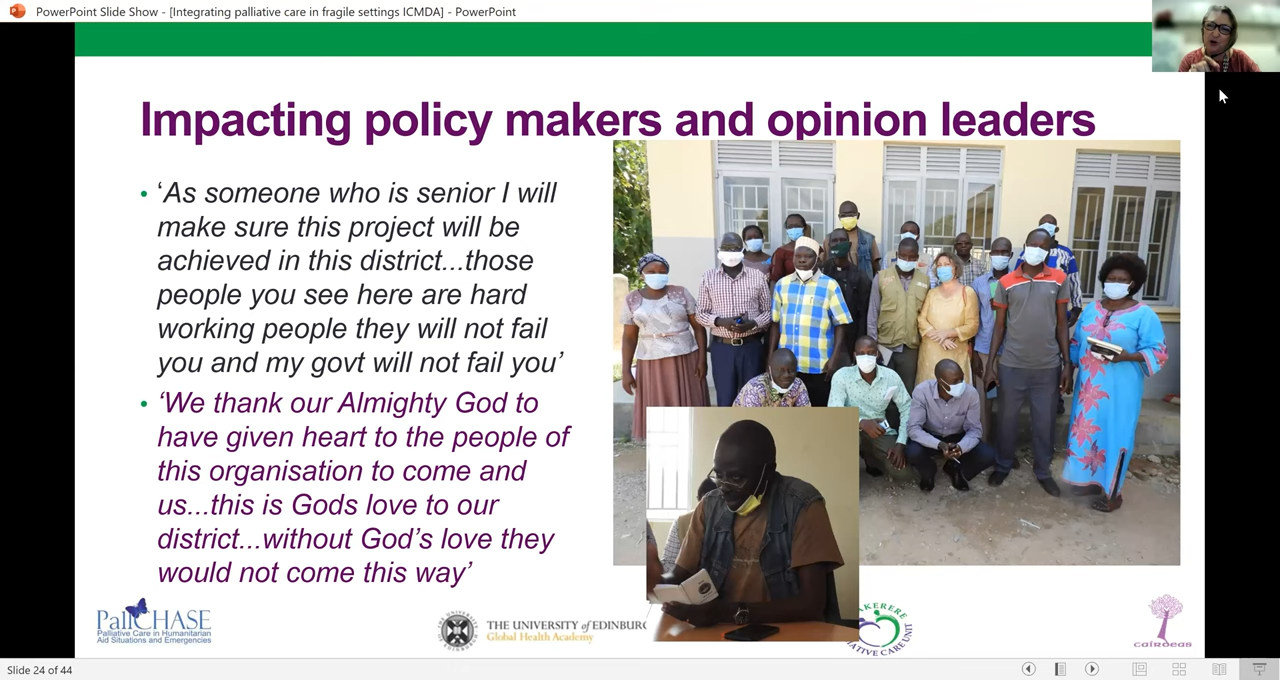 PowerPoint Slide Show - [Integrating palliative care in fragile settings ICMDA] - PowerPoint
Impacting policy makers and opinion leaders
• ‘As someone who is senior I will
make sure this project will be
achieved in this district...those
people you see here are hard
working people they will not fail
you and my govt will not fail you’
• ‘We thank our Almighty God to
have given heart to the people of
this organisation to come and
us...this is Gods love to our
district...without God’s love they
would not come this way’
PallCHASE
Palliative Care in Humanitarian
Aid Situations and Emergencies
THE UNIVERSITY of EDINBURG
Global Health Academy
AKERERE
IATIVE CARE UNIT
cairdeas
Slide 24 of 44